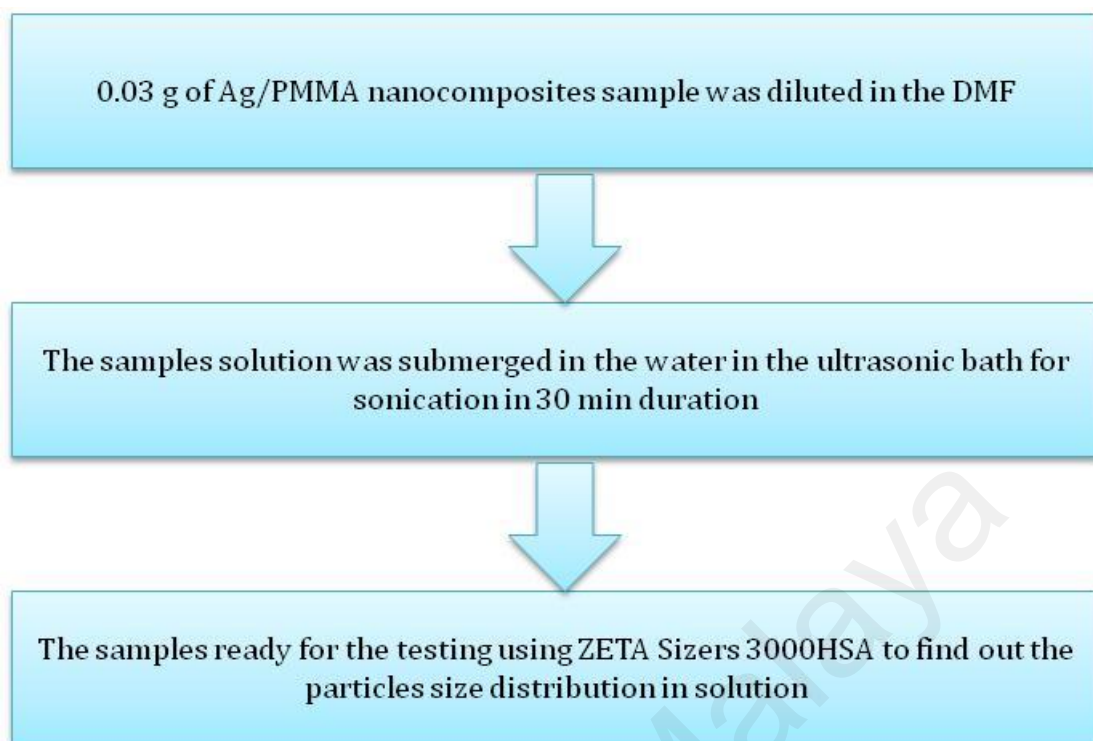 0.03 g of Ag/PMMA nanocomposites sample was diluted in the DMF
The samples solution was submerged in the water in the ultrasonic bath for
sonication in 30 min duration
The samples ready for the testing using ZETA Sizers 3000HSA to find out the
particles size distribution in solution
Malaya